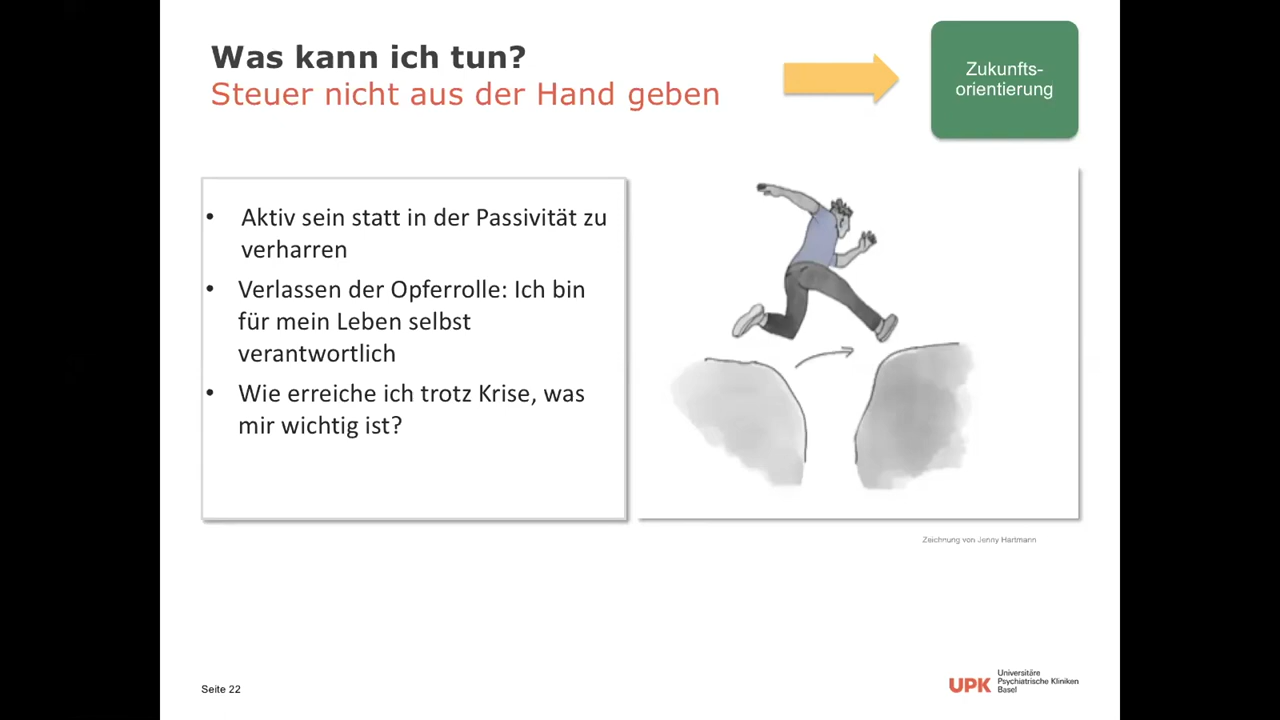 Was kann ich tun?
Steuer nicht aus der Hand geben
Zukunfts-
orientierung
• Aktiv sein statt in der Passivität zu
verharren
• Verlassen der Opferrolle: Ich bin
für mein Leben selbst
verantwortlich
• Wie erreiche ich trotz Krise, was
mir wichtig ist?
Zeichnung von Jenny Hartmann
Seite 22
UPK
Universitäre
Psychiatrische Kliniken
Basel